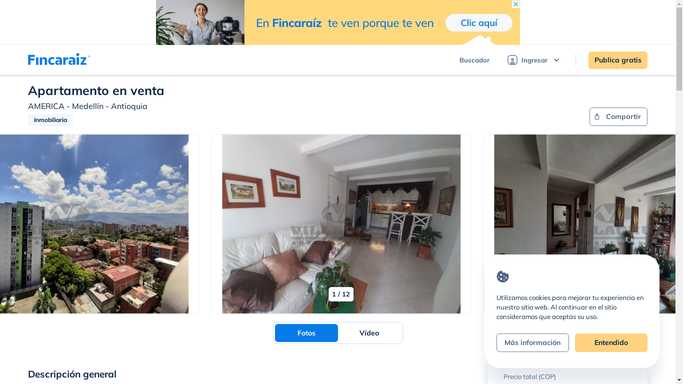 En Fincaraíz te ven porque te ven
Clic aquí
Fincaraíz
Buscador
Ingresar
Publica gratis
Apartamento en venta
AMERICA - Medellín - Antioquia
Inmobiliaria
Compartir
1 / 12
Fotos
Vídeo
Utilizamos cookies para mejorar tu experiencia en
nuestro sitio web. Al continuar en el sitio
consideramos que aceptas su uso.
Más información
Entendido
Descripción general
Precio total (COP)